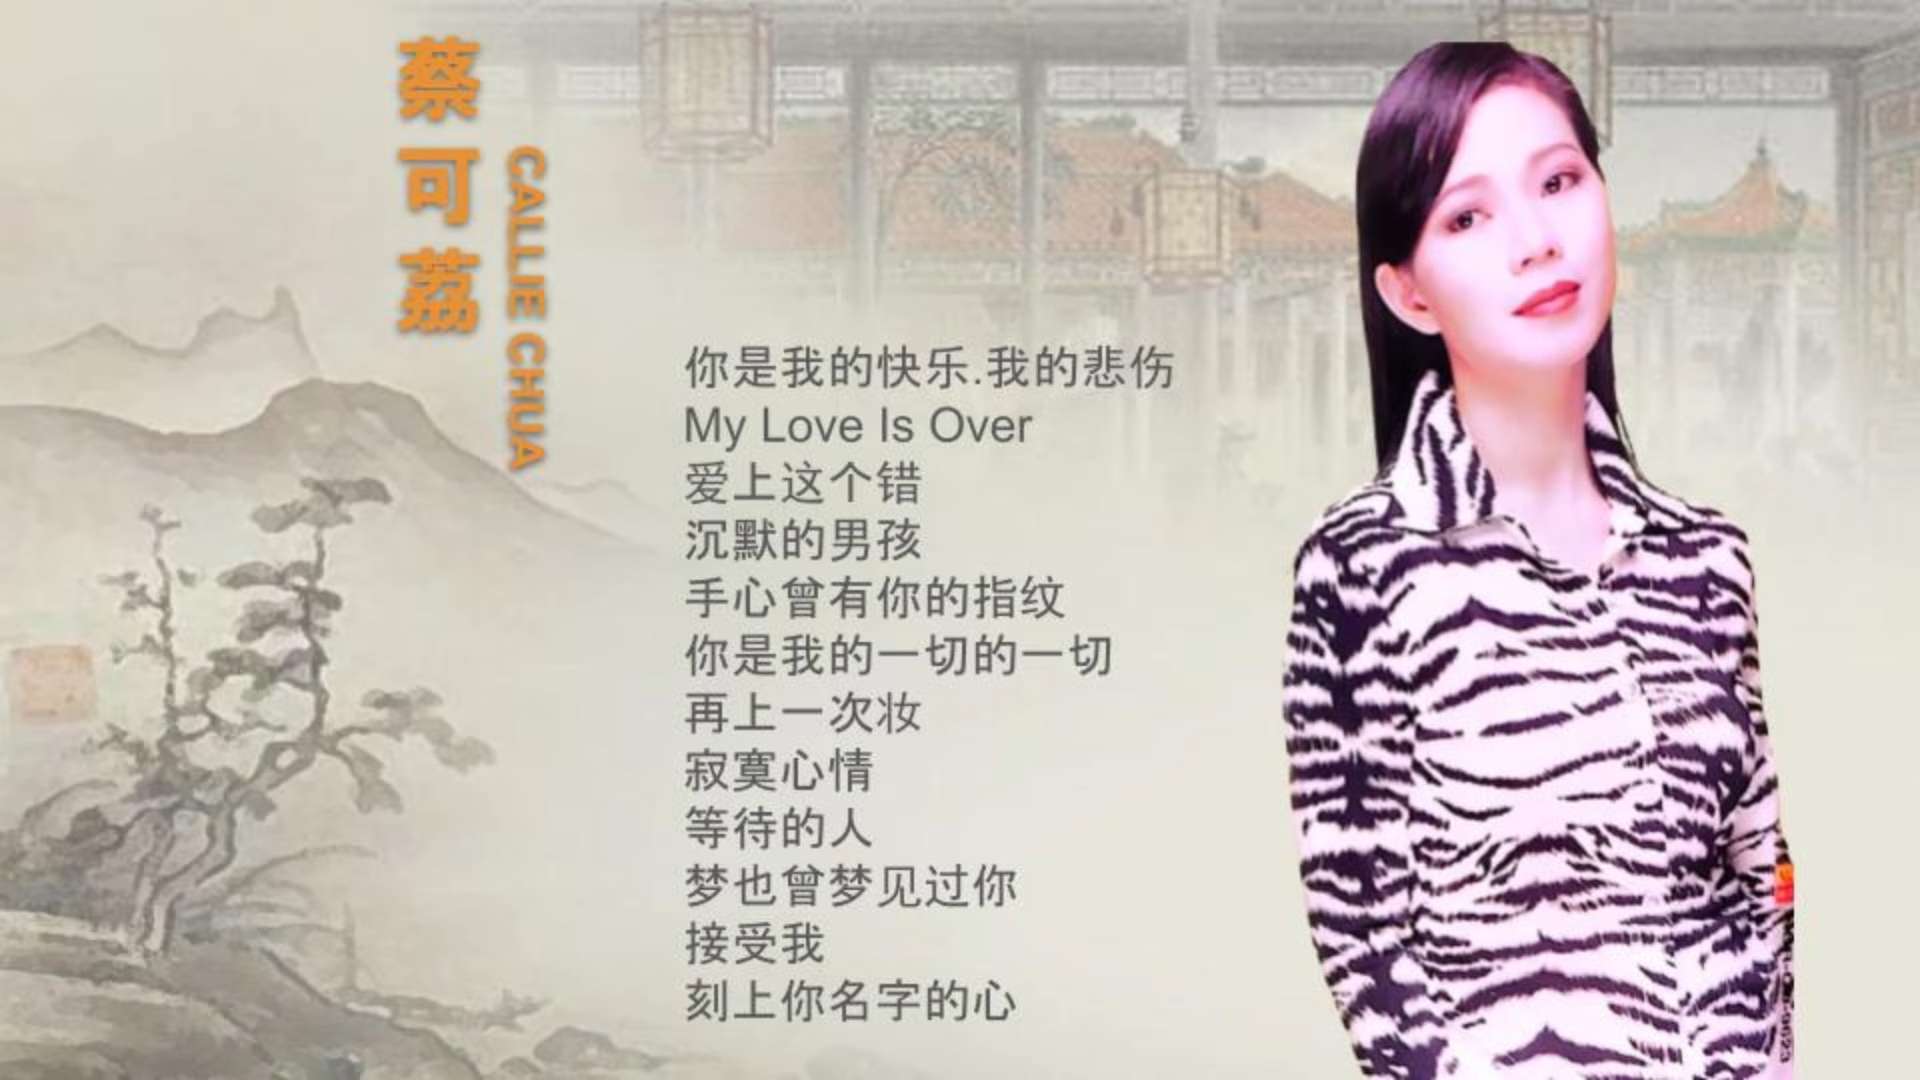 蔡可荔
CALLIE CHUA
你是我的快乐.我的悲伤
My Love Is Over
爱上这个错
沉默的男孩
手心曾有你的指纹
你是我的一切的一切
再上一次妆
寂寞心情
等待的人
梦也曾梦见过你
接受我
刻上你名字的心